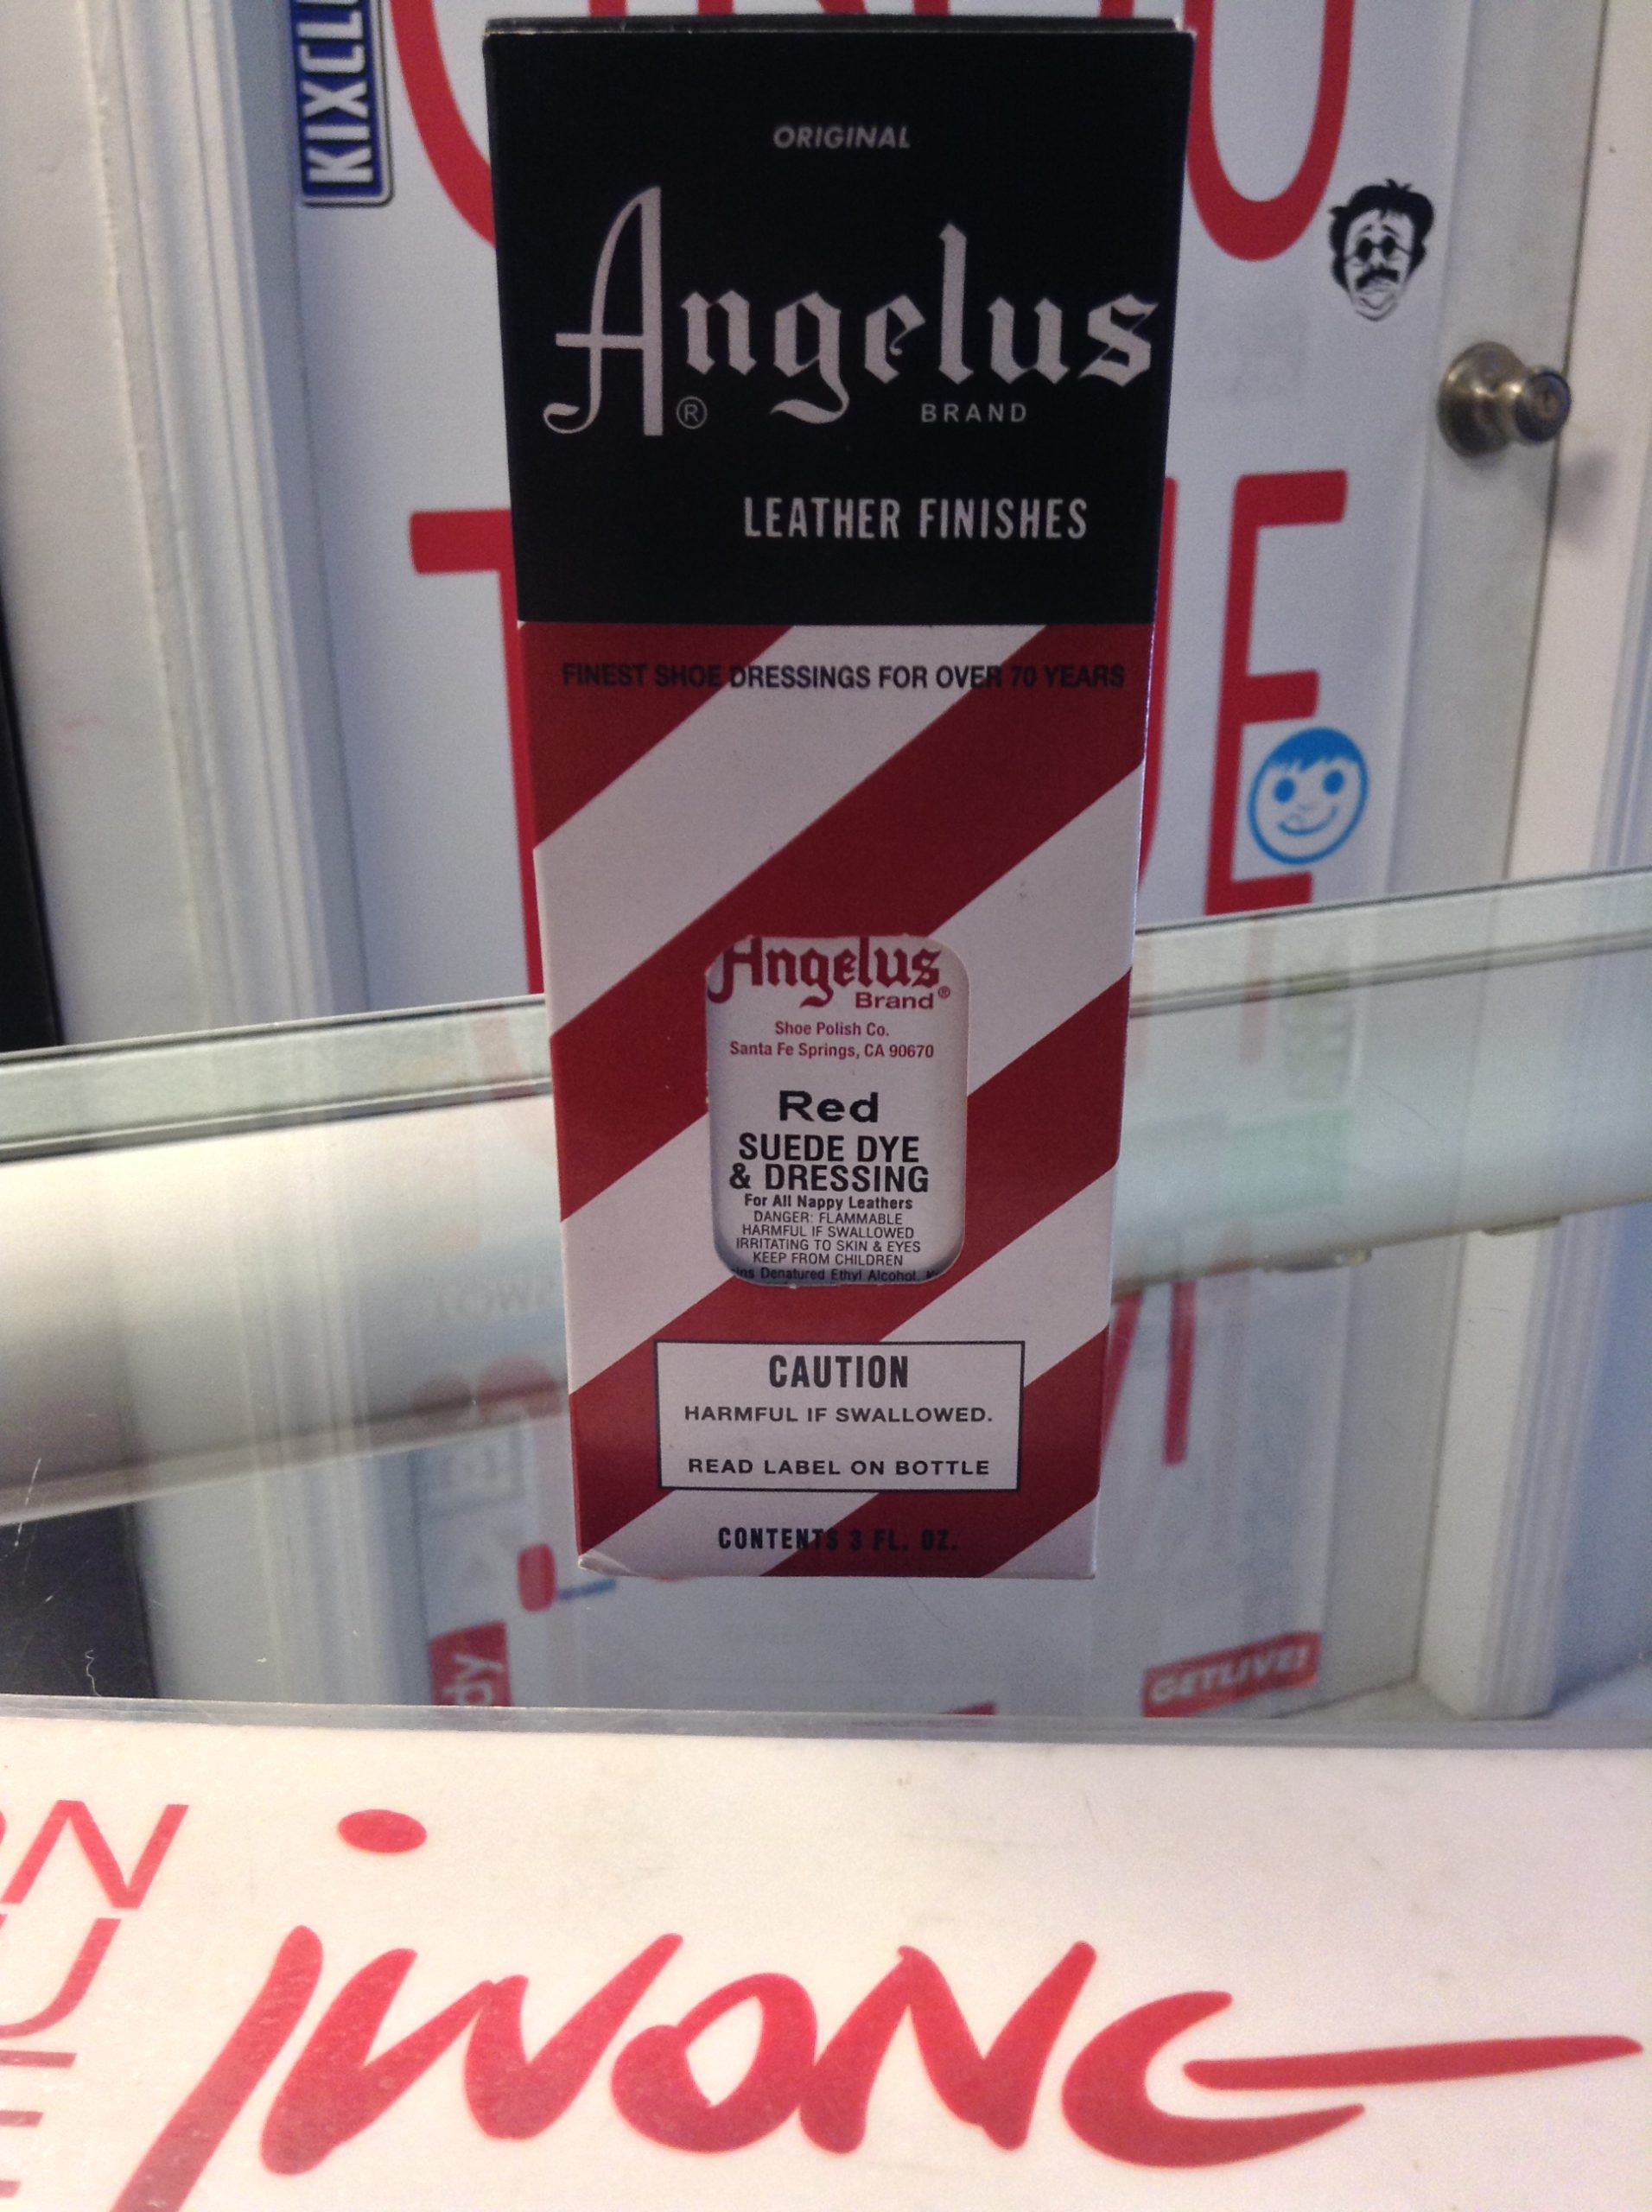 KIXCLU
ORIGINAL
Angelus®
BRAND
LEATHER FINISHES
FINEST SHOE DRESSINGS FOR OVER 70 YEARS
Angelus
Brand®
Shoe Polish Co.
Santa Fe Springs, CA 90670
Red
SUEDE DYE
& DRESSING
For All Nappy Leathers
DANGER: FLAMMABLE
HARMFUL IF SWALLOWED
IRRITATING TO SKIN & EYES
KEEP FROM CHILDREN
Denatured Ethyl Alcohol
CAUTION
HARMFUL IF SWALLOWED.
READ LABEL ON BOTTLE
CONTENTS 3 FL. OZ.
GETLIVE!
jWONG